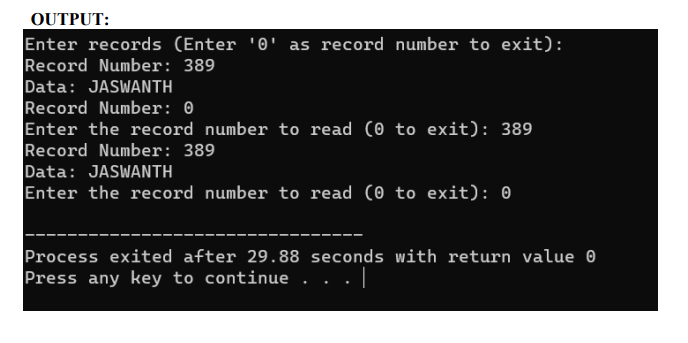 OUTPUT:
Enter records (Enter '0' as record number to exit):
Record Number: 389
Data: JASWANTH
Record Number: 0
Enter the record number to read (0 to exit): 389
Record Number: 389
Data: JASWANTH
Enter the record number to read (0 to exit): 0
--------------------------------
Process exited after 29.88 seconds with return value 0
Press any key to continue . . .